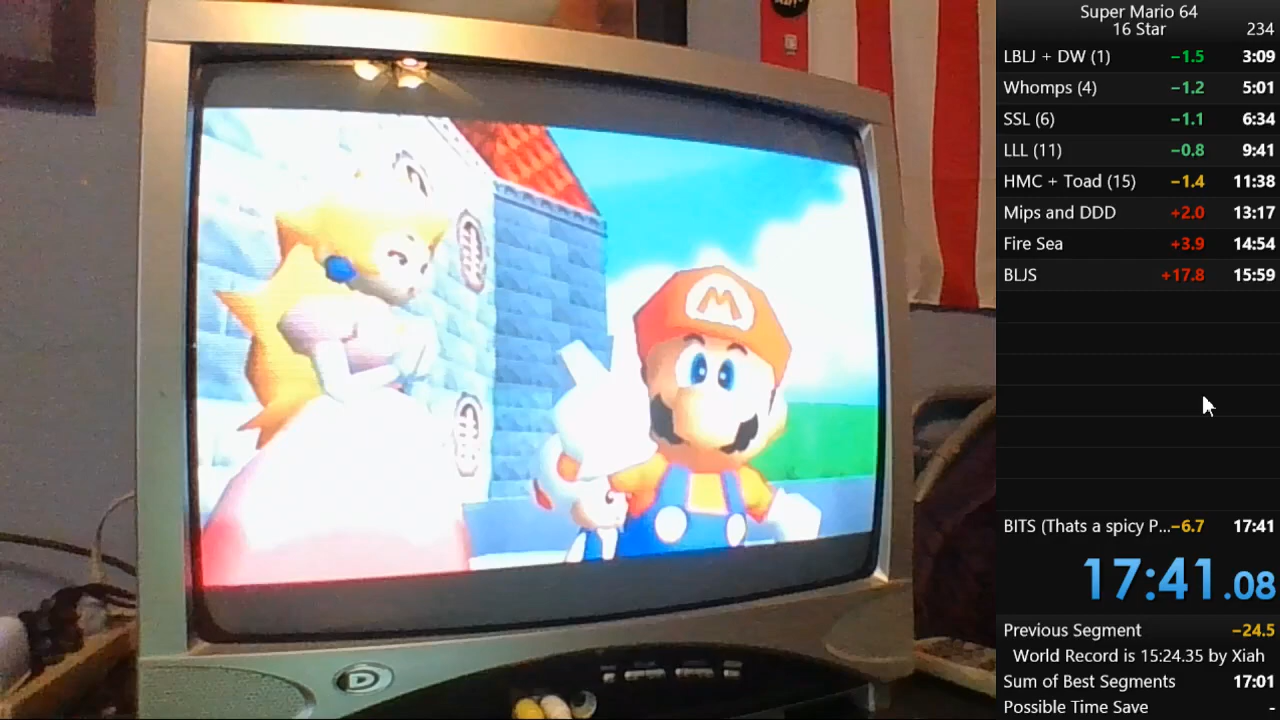 Super Mario 64
16 Star 234
LBLJ + DW (1) −1.5 3:09
Whomps (4) −1.2 5:01
SSL (6) −1.1 6:34
LLL (11) −0.8 9:41
HMC + Toad (15) −1.4 11:38
Mips and DDD +2.0 13:17
Fire Sea +3.9 14:54
BLJS +17.8 15:59
M
BITS (Thats a spicy P...−6.7 17:41
17:41.08
D
Previous Segment −24.5
World Record is 15:24.35 by Xiah
Sum of Best Segments 17:01
Possible Time Save -